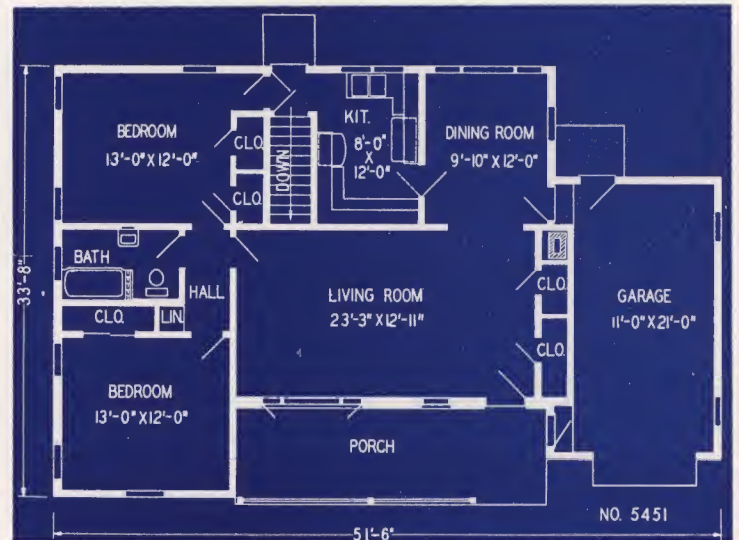 BEDROOM
13'-0" X 12'-0"
CLO.
CLO.
DOWN
KIT.
8'-0"
X
12'-0"
DINING ROOM
9'-10" X 12'-0"
BATH
HALL
CLO.
LIN.
LIVING ROOM
23'-3" X 12'-11"
CLO.
CLO.
GARAGE
11'-0" X 21'-0"
BEDROOM
13'-0" X 12'-0"
PORCH
33'-8"
NO. 5451
51'-6"